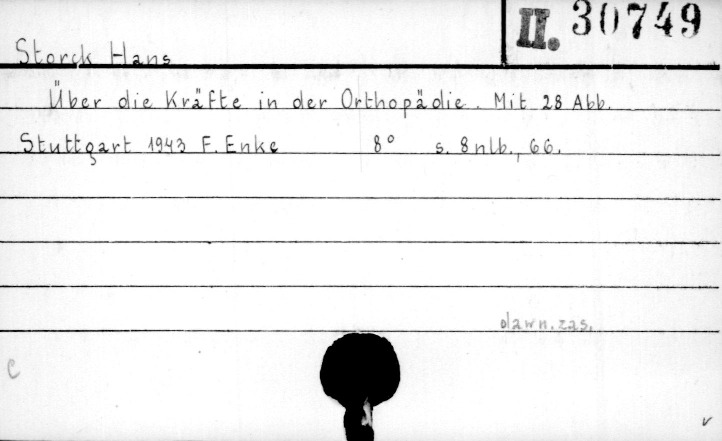 II. 30749
Storck Hans
Über die Kräfte in der Orthopädie. Mit 28 Abb.
Stuttgart 1943 F. Enke 8° s. 8 nlb., 66.
dawn. zas.
C
v